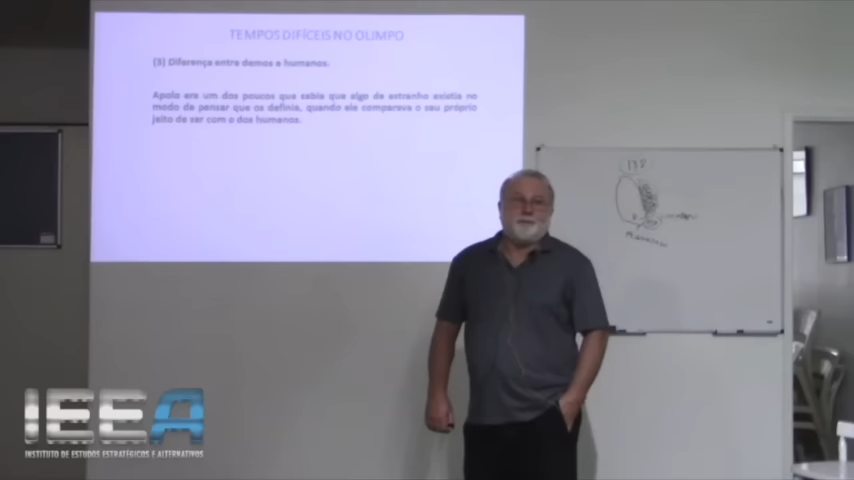 TEMPOS DIFÍCEIS NO OLIMPO
(3) Diferença entre demos e humanos.
Apolo era um dos poucos que sabia que algo de estranho existia no
modo de pensar que os definia, quando ele comparava o seu próprio
jeito de ser com o dos humanos.
IEEA
INSTITUTO DE ESTUDOS ESTRATÉGICOS E ALTERNATIVOS